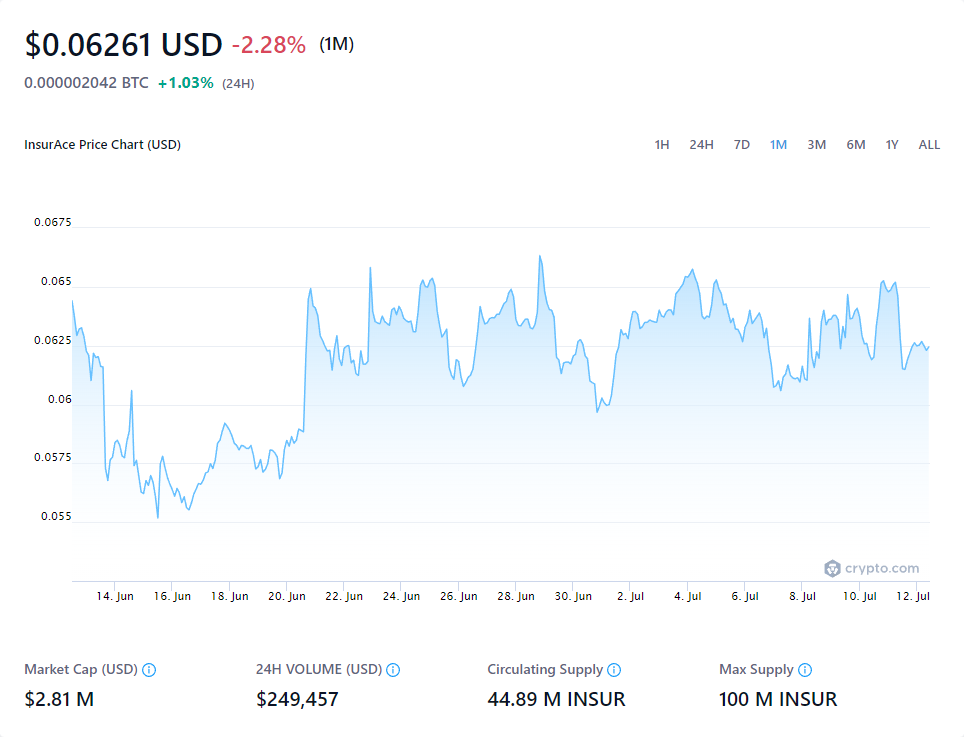 $0.06261 USD -2.28% (1M)
0.000002042 BTC +1.03% (24H)
InsurAce Price Chart (USD) 1H 24H 7D 1M 3M 6M 1Y ALL
0.0675
0.065
0.0625
0.06
0.0575
0.055
crypto.com
14. Jun 16. Jun 18. Jun 20. Jun 22. Jun 24. Jun 26. Jun 28. Jun 30. Jun 2. Jul 4. Jul 6. Jul 8. Jul 10. Jul 12. Jul
Market Cap (USD) 24H VOLUME (USD) Circulating Supply Max Supply
$2.81 M $249,457 44.89 M INSUR 100 M INSUR